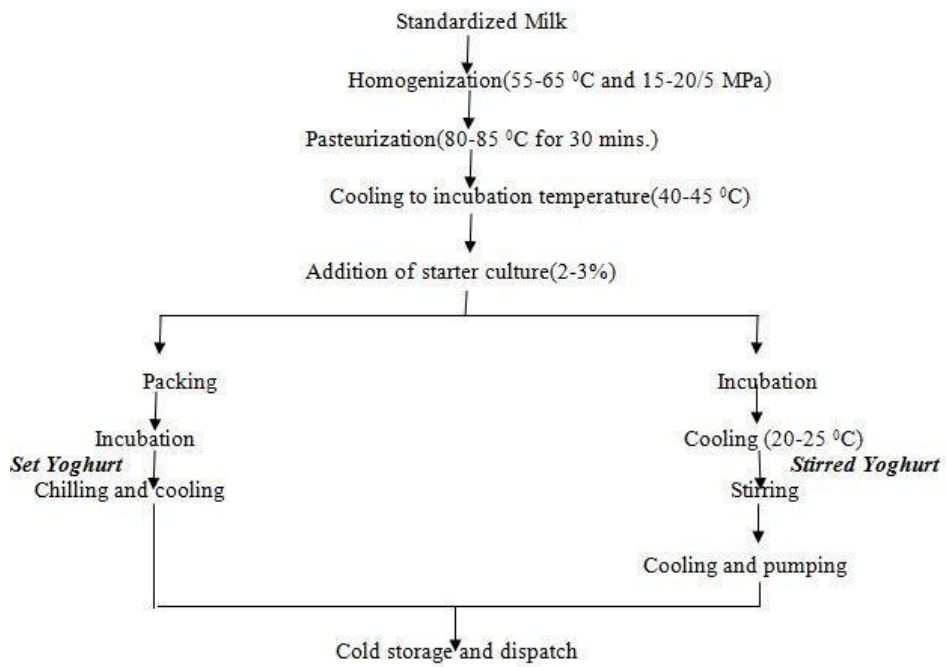 Standardized Milk
Homogenization(55-65 ⁰C and 15-20/5 MPa)
Pasteurization(80-85 ⁰C for 30 mins.)
Cooling to incubation temperature(40-45 ⁰C)
Addition of starter culture(2-3%)
Packing
Incubation
Set Yoghurt
Chilling and cooling
Incubation
Cooling (20-25 ⁰C)
Stirred Yoghurt
Stirring
Cooling and pumping
Cold storage and dispatch